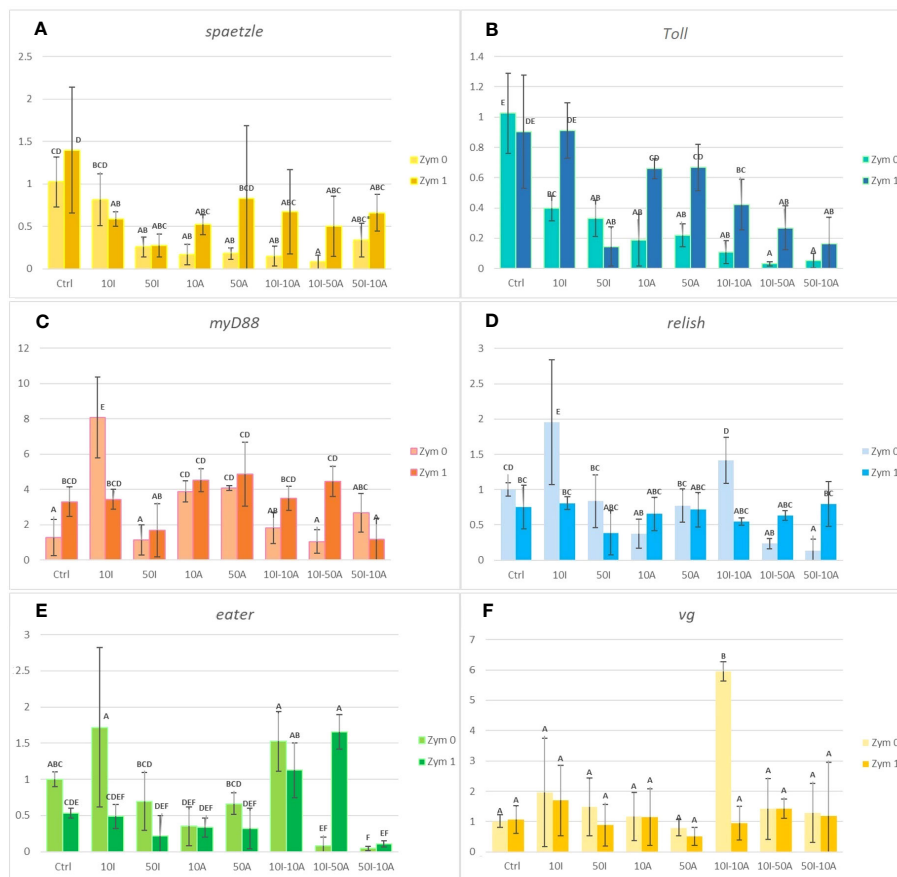 A
spaetzle
2.5
2
1.5
1
0.5
0
CD
D
BCD
AB
AB
AB
AB
ABC
AB
BCD
AB
ABC
A
ABC
ABC
ABC
Zym 0
Zym 1
Ctrl 10I 50I 10A 50A 10I-10A 10I-50A 50I-10A
B
Toll
1.4
1.2
1
0.8
0.6
0.4
0.2
0
E
DE
BC
DE
AB
AB
AB
CD
AB
CD
AB
BC
A
AB
A
AB
Zym 0
Zym 1
Ctrl 10I 50I 10A 50A 10I-10A 10I-50A 50I-10A
C
myD88
12
10
8
6
4
2
0
A
BCD
E
BCD
A
AB
CD
CD
CD
CD
AB
BCD
A
CD
ABC
A
Zym 0
Zym 1
Ctrl 10I 50I 10A 50A 10I-10A 10I-50A 50I-10A
D
relish
3
2.5
2
1.5
1
0.5
0
CD
BC
E
BC
BC
ABC
AB
ABC
ABC
ABC
D
ABC
AB
ABC
A
ABC
Zym 0
Zym 1
Ctrl 10I 50I 10A 50A 10I-10A 10I-50A 50I-10A
E
eater
3
2.5
2
1.5
1
0.5
0
ABC
CDE
A
CDEF
BCD
DEF
DEF
DEF
BCD
DEF
A
AB
EF
A
F
EF
Zym 0
Zym 1
Ctrl 10I 50I 10A 50A 10I-10A 10I-50A 50I-10A
F
vg
7
6
5
4
3
2
1
0
A
A
A
A
A
A
A
A
A
A
B
A
A
A
A
A
Zym 0
Zym 1
Ctrl 10I 50I 10A 50A 10I-10A 10I-50A 50I-10A